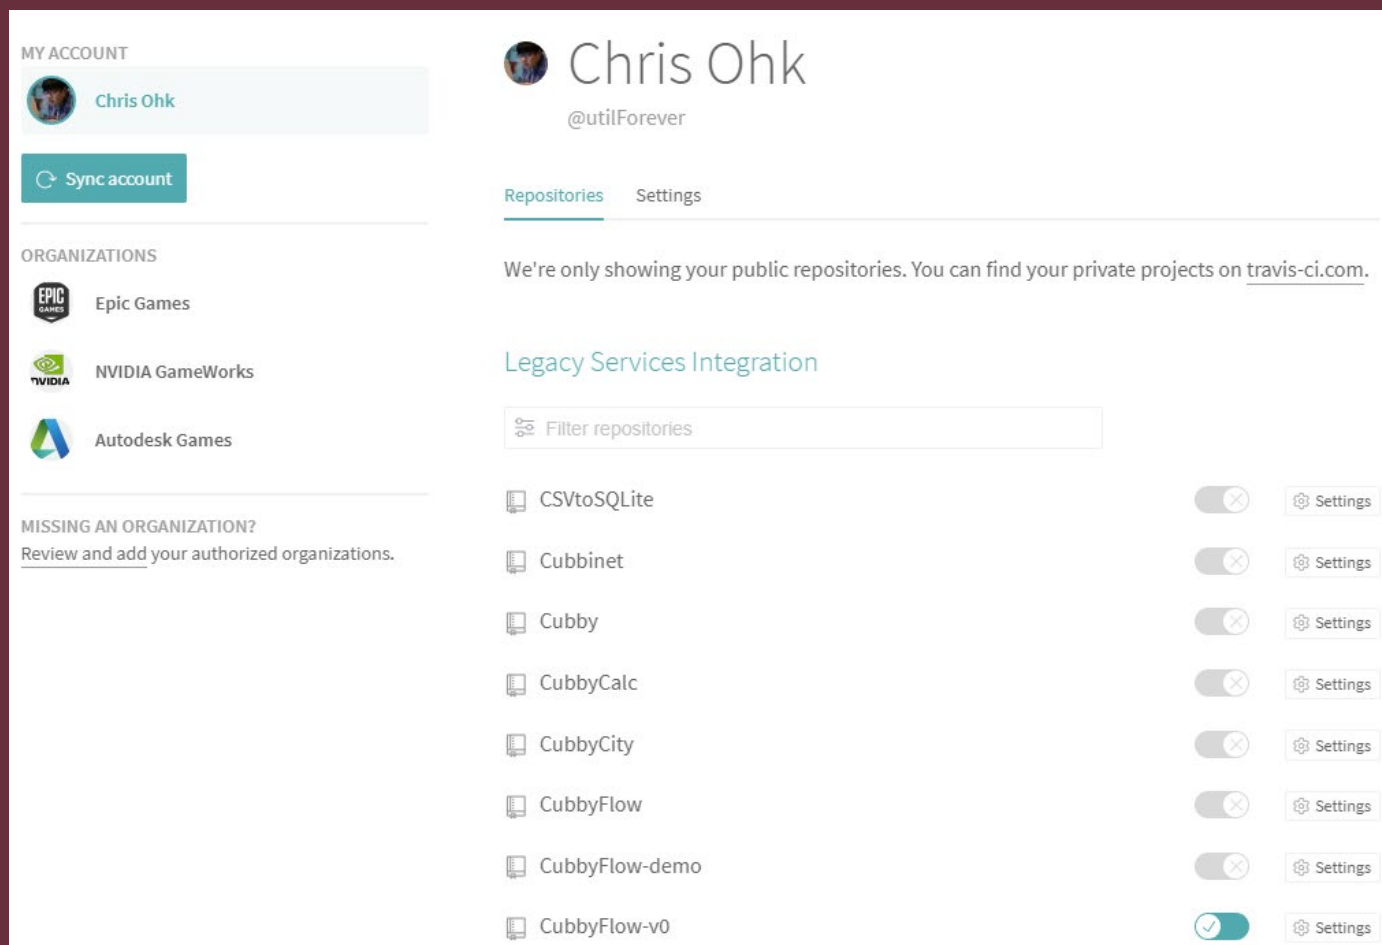 MY ACCOUNT
Chris Ohk
Sync account
ORGANIZATIONS
EPIC
GAMES
Epic Games
NVIDIA
NVIDIA GameWorks
Autodesk Games
MISSING AN ORGANIZATION?
Review and add your authorized organizations.
Chris Ohk
@utilForever
Repositories Settings
We're only showing your public repositories. You can find your private projects on travis-ci.com.
Legacy Services Integration
Filter repositories
CSVtoSQLite Settings
Cubbinet Settings
Cubby Settings
CubbyCalc Settings
CubbyCity Settings
CubbyFlow Settings
CubbyFlow-demo Settings
CubbyFlow-v0 Settings